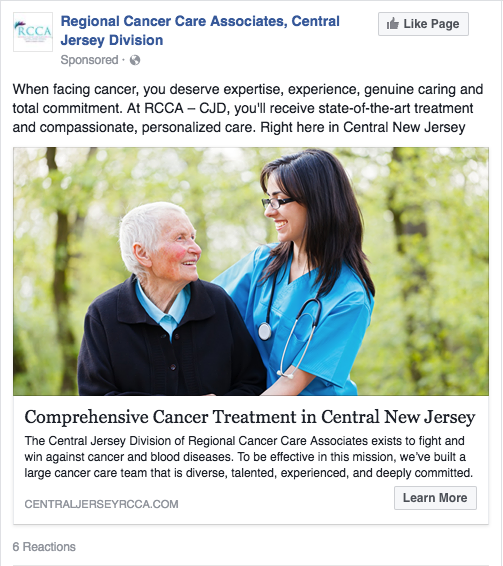 RCCA
Regional Cancer Care Associates, Central
Jersey Division
Like Page
Sponsored ·
When facing cancer, you deserve expertise, experience, genuine caring and
total commitment. At RCCA – CJD, you'll receive state-of-the-art treatment
and compassionate, personalized care. Right here in Central New Jersey
Comprehensive Cancer Treatment in Central New Jersey
The Central Jersey Division of Regional Cancer Care Associates exists to fight and
win against cancer and blood diseases. To be effective in this mission, we've built a
large cancer care team that is diverse, talented, experienced, and deeply committed.
CENTRALJERSEYRCCA.COM
Learn More
6 Reactions